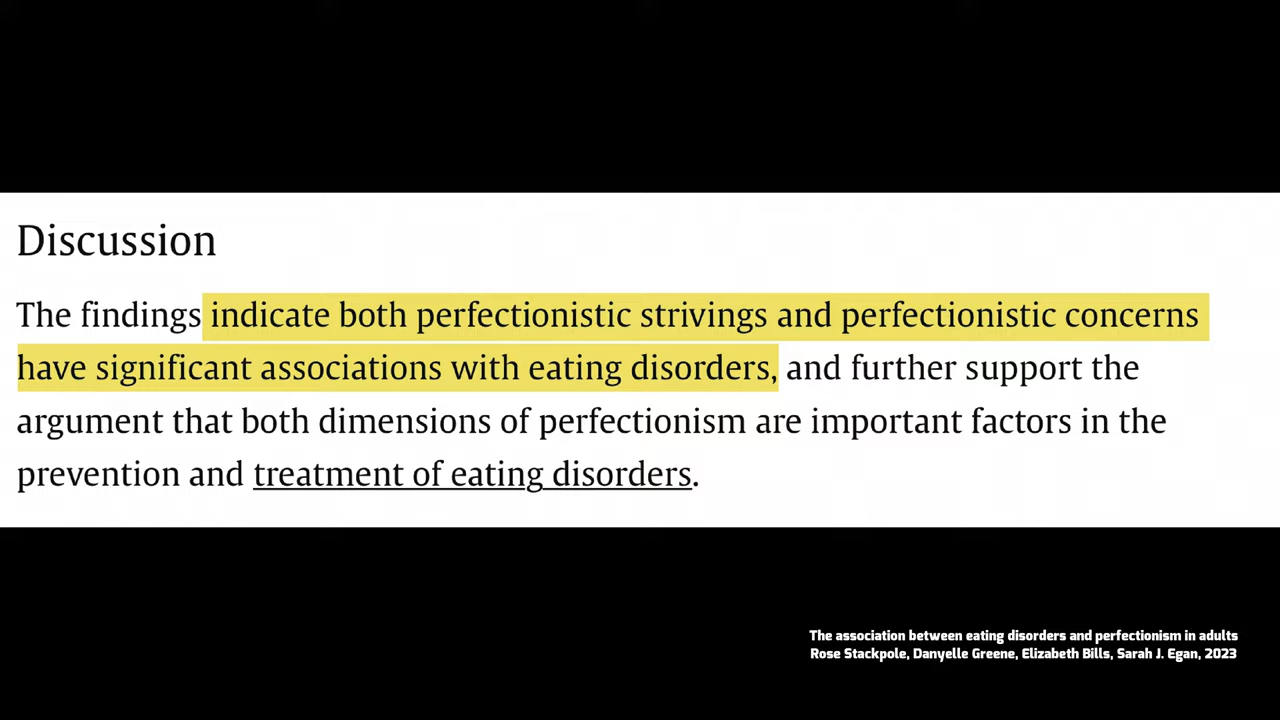 Discussion
The findings indicate both perfectionistic strivings and perfectionistic concerns
have significant associations with eating disorders, and further support the
argument that both dimensions of perfectionism are important factors in the
prevention and treatment of eating disorders.
The association between eating disorders and perfectionism in adults
Rose Stackpole, Danyelle Greene, Elizabeth Bills, Sarah J. Egan, 2023